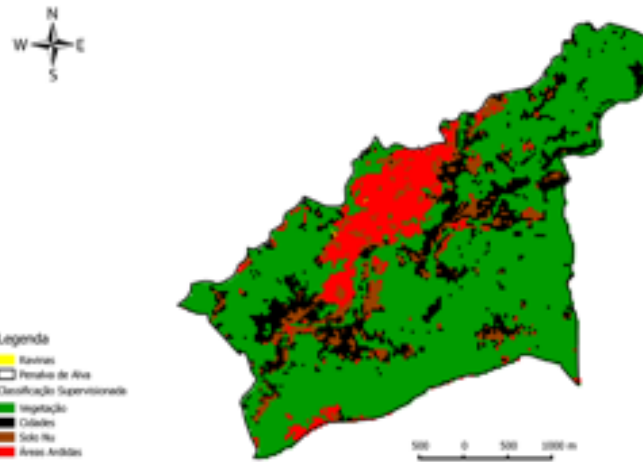 N
W E
S
Legenda
Ravinas
Penalva de Alva
Classificação Supervisionada
Vegetação
Cidades
Solo Nu
Áreas Ardidas
500 0 500 1000 m